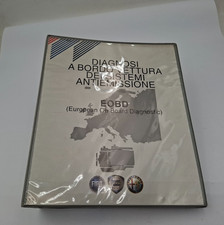 DIAGNOSI
A BORDO VETTURA
DEI SISTEMI
ANTIEMISSIONE
EOBD
(European On Board Diagnostic)